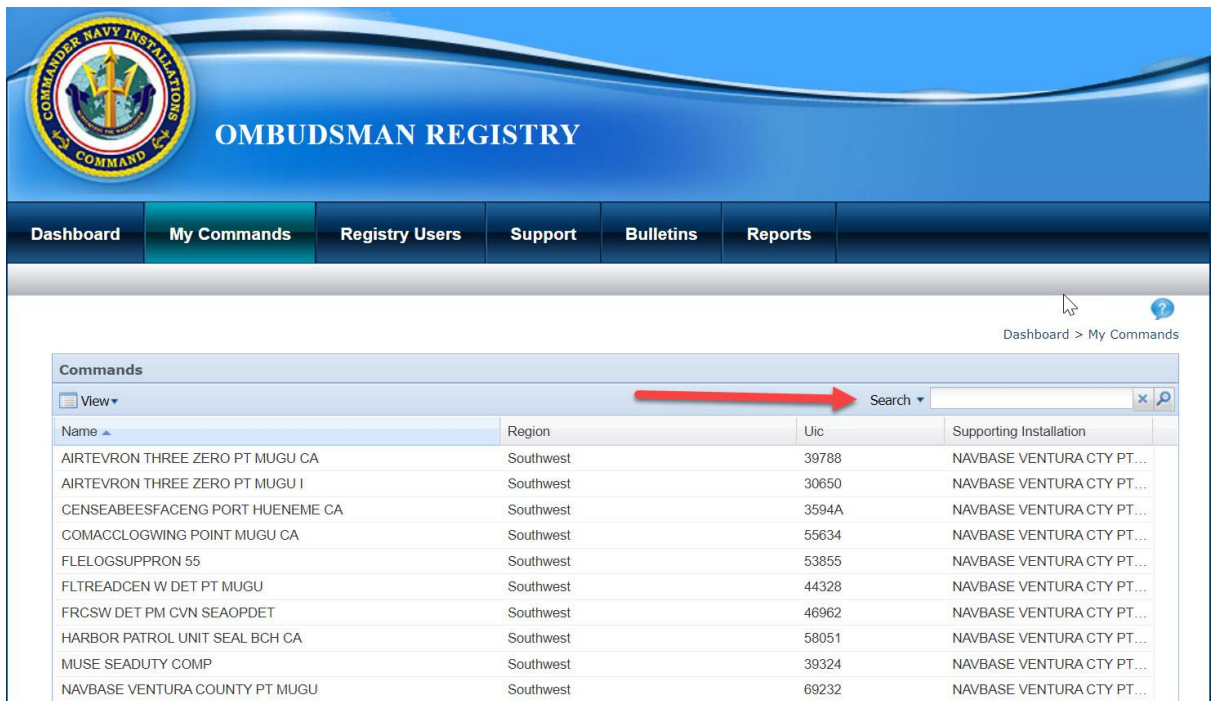 COMMANDER NAVY INSTALLATIONS COMMAND
OMBUDSMAN REGISTRY
Dashboard My Commands Registry Users Support Bulletins Reports
Dashboard > My Commands
Commands
View Search
Name Region Uic Supporting Installation
AIRTEVRON THREE ZERO PT MUGU CA Southwest 39788 NAVBASE VENTURA CTY PT...
AIRTEVRON THREE ZERO PT MUGU I Southwest 30650 NAVBASE VENTURA CTY PT...
CENSEABEESFACENG PORT HUENEME CA Southwest 3594A NAVBASE VENTURA CTY PT...
COMACCLOGWING POINT MUGU CA Southwest 55634 NAVBASE VENTURA CTY PT...
FLELOGSUPPRON 55 Southwest 53855 NAVBASE VENTURA CTY PT...
FLTREADCEN W DET PT MUGU Southwest 44328 NAVBASE VENTURA CTY PT...
FRCSW DET PM CVN SEAOPDET Southwest 46962 NAVBASE VENTURA CTY PT...
HARBOR PATROL UNIT SEAL BCH CA Southwest 58051 NAVBASE VENTURA CTY PT...
MUSE SEADUTY COMP Southwest 39324 NAVBASE VENTURA CTY PT...
NAVBASE VENTURA COUNTY PT MUGU Southwest 69232 NAVBASE VENTURA CTY PT...